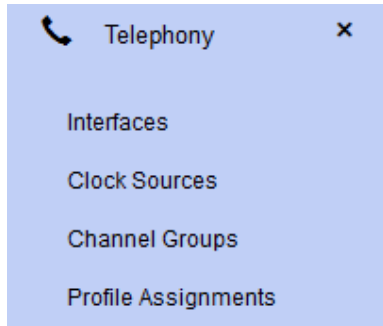 Telephony ×
Interfaces
Clock Sources
Channel Groups
Profile Assignments